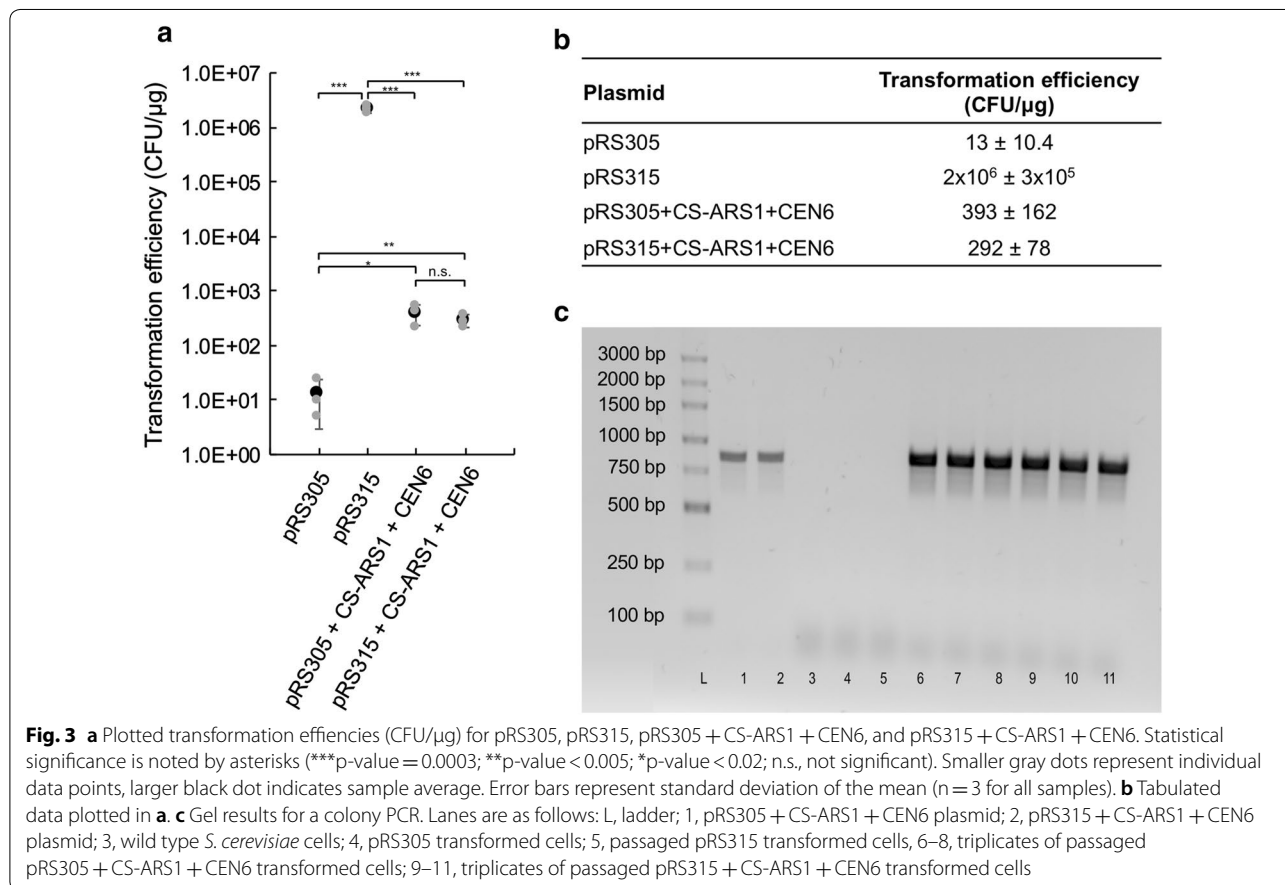 a
1.0E+07
1.0E+06
1.0E+05
1.0E+04
1.0E+03
1.0E+02
1.0E+01
1.0E+00
Transformation efficiency (CFU/µg)
***
***
***
**
*
n.s.
pRS305
pRS315
pRS305 + CS-ARS1 + CEN6
pRS315 + CS-ARS1 + CEN6
b
Plasmid
Transformation efficiency
(CFU/µg)
pRS305 13 ± 10.4
pRS315 2x10⁶ ± 3x10⁵
pRS305+CS-ARS1+CEN6 393 ± 162
pRS315+CS-ARS1+CEN6 292 ± 78
c
3000 bp
2000 bp
1500 bp
1000 bp
750 bp
500 bp
250 bp
100 bp
L 1 2 3 4 5 6 7 8 9 10 11
Fig. 3 a Plotted transformation effiencies (CFU/µg) for pRS305, pRS315, pRS305 + CS-ARS1 + CEN6, and pRS315 + CS-ARS1 + CEN6. Statistical
significance is noted by asterisks (***p-value = 0.0003; **p-value < 0.005; *p-value < 0.02; n.s., not significant). Smaller gray dots represent individual
data points, larger black dot indicates sample average. Error bars represent standard deviation of the mean (n = 3 for all samples). b Tabulated
data plotted in a. c Gel results for a colony PCR. Lanes are as follows: L, ladder; 1, pRS305 + CS-ARS1 + CEN6 plasmid; 2, pRS315 + CS-ARS1 + CEN6
plasmid; 3, wild type S. cerevisiae cells; 4, pRS305 transformed cells; 5, passaged pRS315 transformed cells, 6–8, triplicates of passaged
pRS305 + CS-ARS1 + CEN6 transformed cells; 9–11, triplicates of passaged pRS315 + CS-ARS1 + CEN6 transformed cells